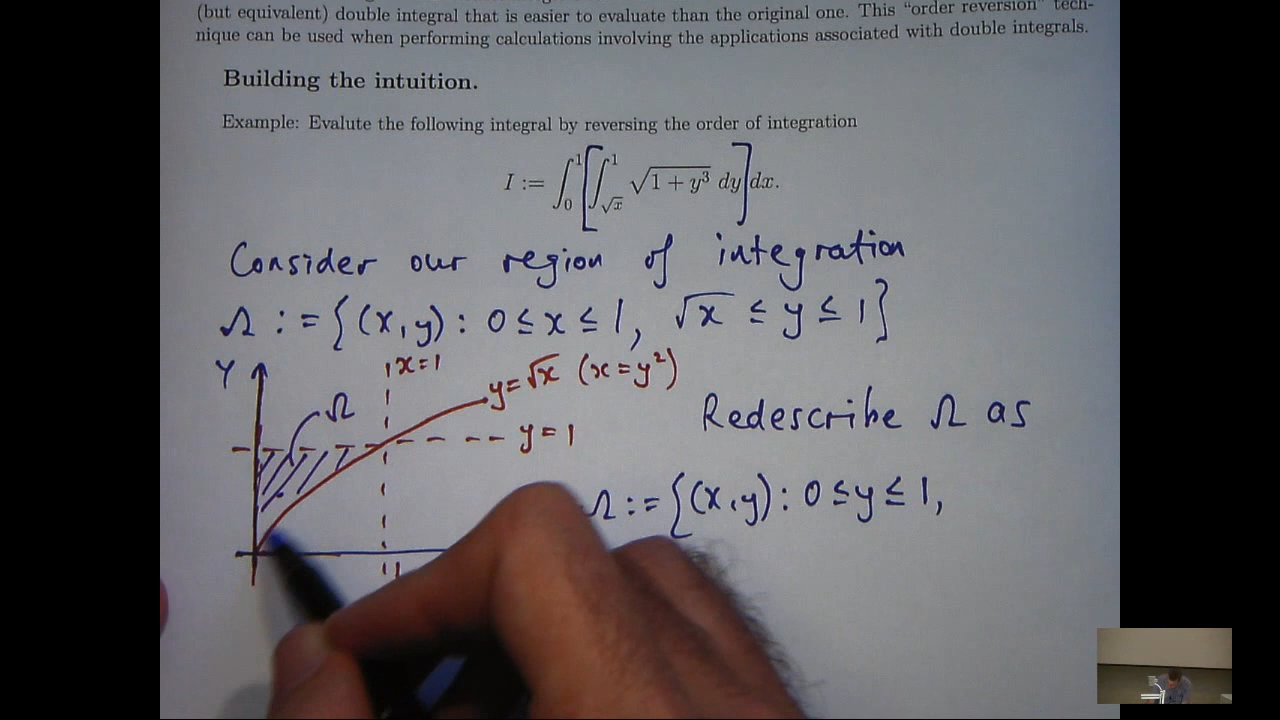 (but equivalent) double integral that is easier to evaluate than the original one. This “order reversion” tech-
nique can be used when performing calculations involving the applications associated with double integrals.
Building the intuition.
Example: Evalute the following integral by reversing the order of integration
I := ∫₀¹ [∫_{√x}^1 √(1 + y³) dy] dx.
Consider our region of integration
Ω := {(x,y) : 0 ≤ x ≤ 1, √x ≤ y ≤ 1}
Y
x=1
y=√x (x=y²)
Ω
y=1
Redescribe Ω as
Ω := {(x,y) : 0 ≤ y ≤ 1,
1